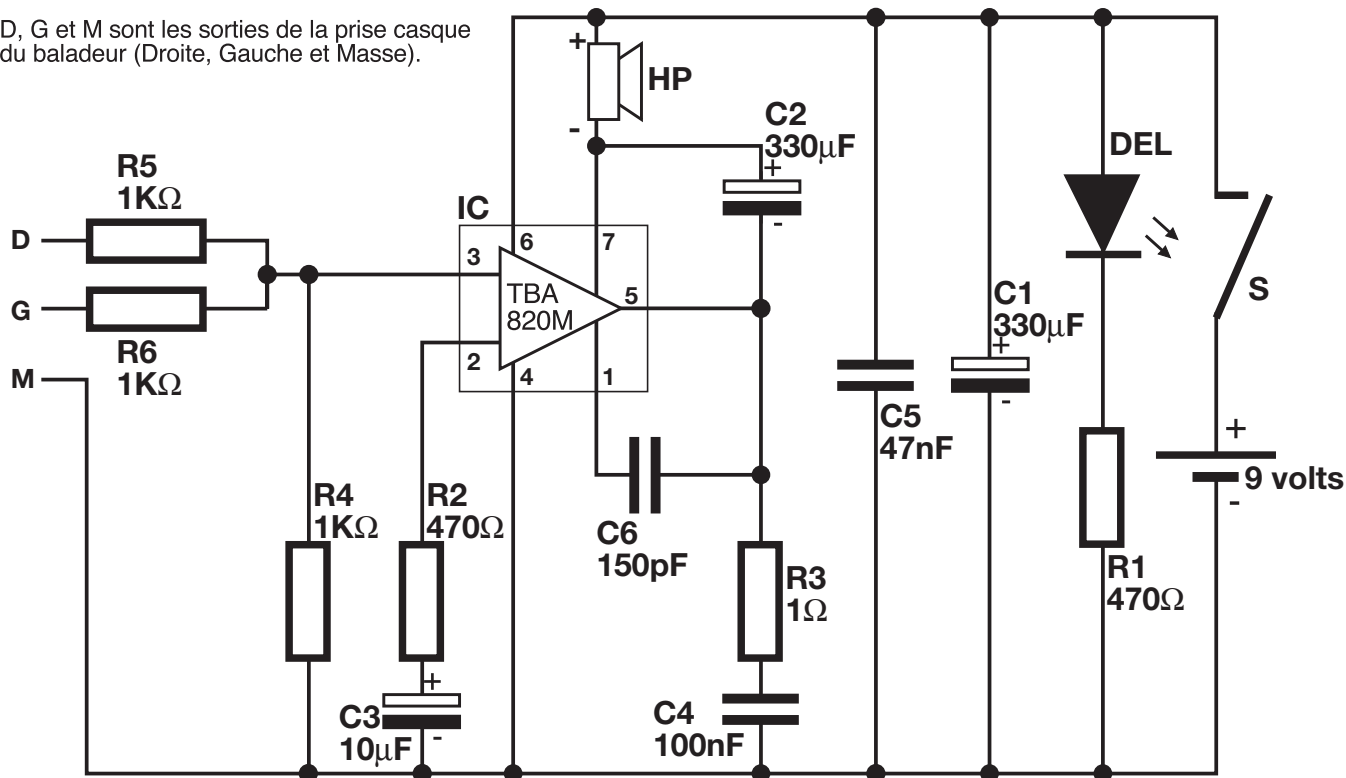 D, G et M sont les sorties de la prise casque
du baladeur (Droite, Gauche et Masse).
+
HP
-
C2
330μF
+
-
DEL
R5
1KΩ
IC
D
6
7
3
TBA
820M
5
S
G
C1
330μF
+
-
R6
1KΩ
2
4
1
M
C5
47nF
+
9 volts
-
R4
1KΩ
R2
470Ω
C6
150pF
R3
1Ω
R1
470Ω
+
C3
10μF
-
C4
100nF